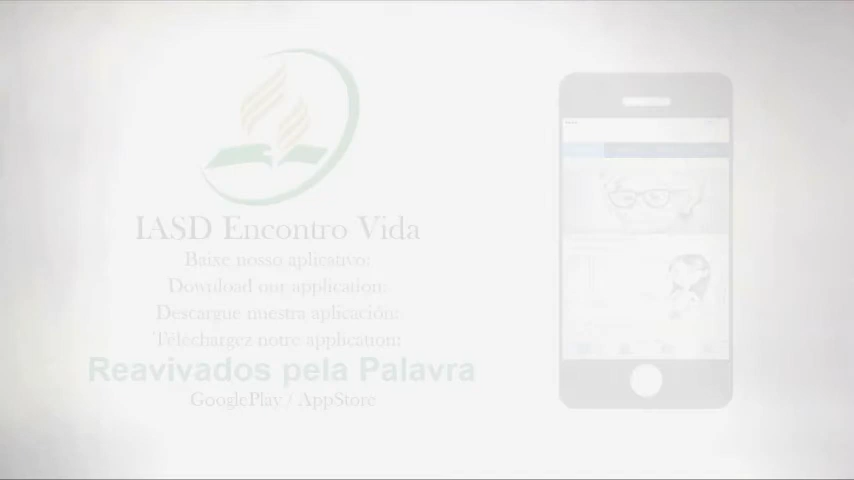 IASD Encontro Vida
Baixe nosso aplicativo:
Download our application:
Descargue nuestra aplicación:
Téléchargez notre application:
Reavivados pela Palavra
GooglePlay / AppStore